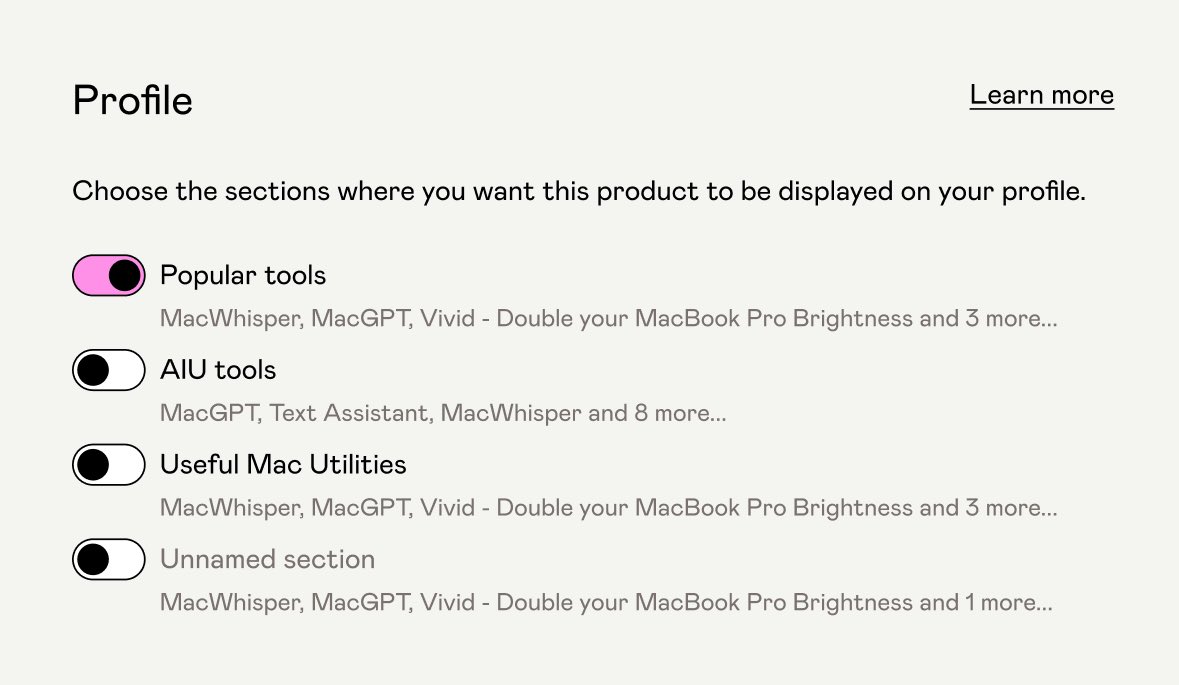 Profile
Learn more
Choose the sections where you want this product to be displayed on your profile.
Popular tools
MacWhisper, MacGPT, Vivid - Double your MacBook Pro Brightness and 3 more...
AIU tools
MacGPT, Text Assistant, MacWhisper and 8 more...
Useful Mac Utilities
MacWhisper, MacGPT, Vivid - Double your MacBook Pro Brightness and 3 more...
Unnamed section
MacWhisper, MacGPT, Vivid - Double your MacBook Pro Brightness and 1 more...